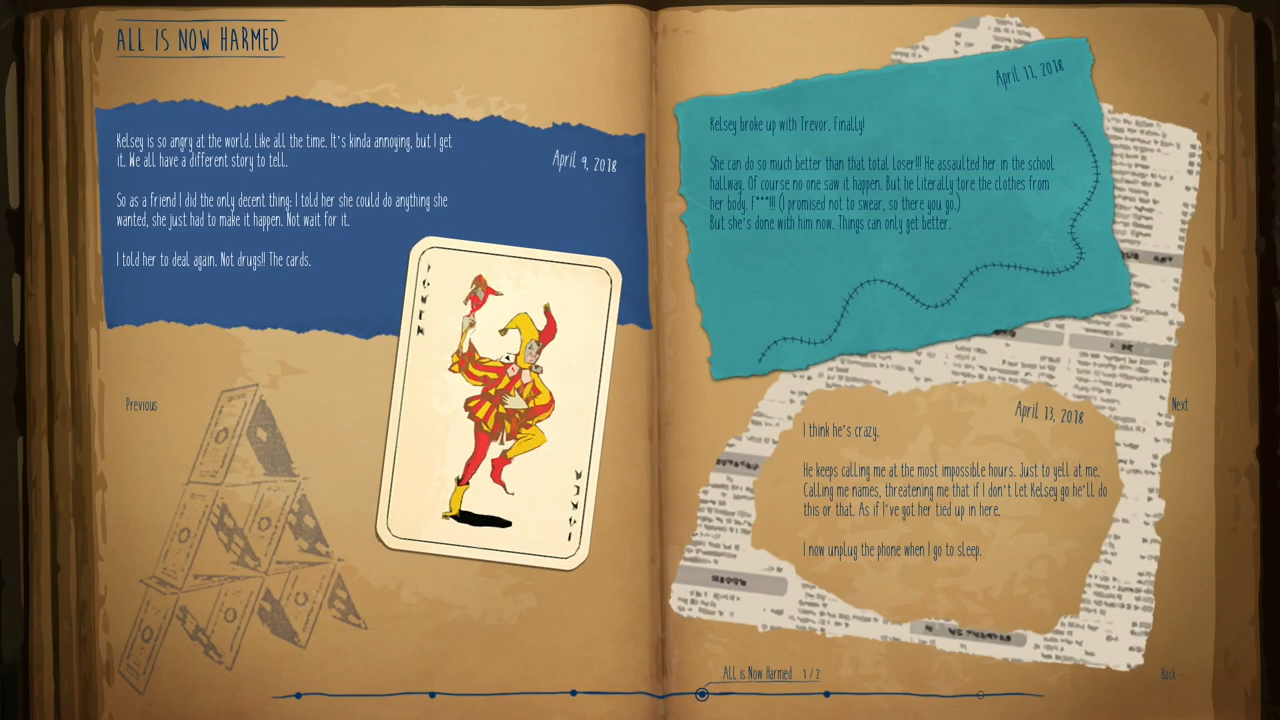 ALL IS NOW HARMED
Kelsey is so angry at the world. Like all the time. It's kinda annoying, but I get
it. We all have a different story to tell.
April 9, 2018
So as a friend I did the only decent thing: I told her she could do anything she
wanted, she just had to make it happen. Not wait for it.
I told her to deal again. Not drugs!! The cards.
JOKER
JOKER
Previous
April 11, 2018
Kelsey broke up with Trevor. Finally!
She can do so much better than that total loser!!! He assaulted her in the school
hallway. Of course no one saw it happen. But he literally tore the clothes from
her body. F***!!! (I promised not to swear, so there you go.)
But she's done with him now. Things can only get better.
April 13, 2018
I think he's crazy.
He keeps calling me at the most impossible hours. Just to yell at me.
Calling me names, threatening me that if I don't let Kelsey go he'll do
this or that. As if I've got her tied up in here.
I now unplug the phone when I go to sleep.
Next
ALL is Now Harmed 1 / 2
Back